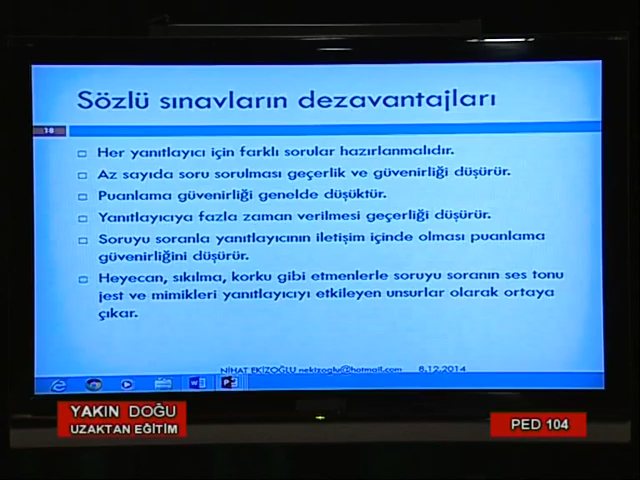 Sözlü sınavların dezavantajları
18
Her yanıtlayıcı için farklı sorular hazırlanmalıdır.
Az sayıda soru sorulması geçerlik ve güvenirliği düşürür.
Puanlama güvenirliği genelde düşüktür.
Yanıtlayıcıya fazla zaman verilmesi geçerliği düşürür.
Soruyu soranla yanıtlayıcının iletişim içinde olması puanlama
güvenirliğini düşürür.
Heyecan, sıkılma, korku gibi etmenlerle soruyu soranın ses tonu
jest ve mimikleri yanıtlayıcıyı etkileyen unsurlar olarak ortaya
çıkar.
NİHAT EKİZOĞLU nekizoglu@hotmail.com 8.12.2014
YAKIN DOĞU
UZAKTAN EĞİTİM
PED 104